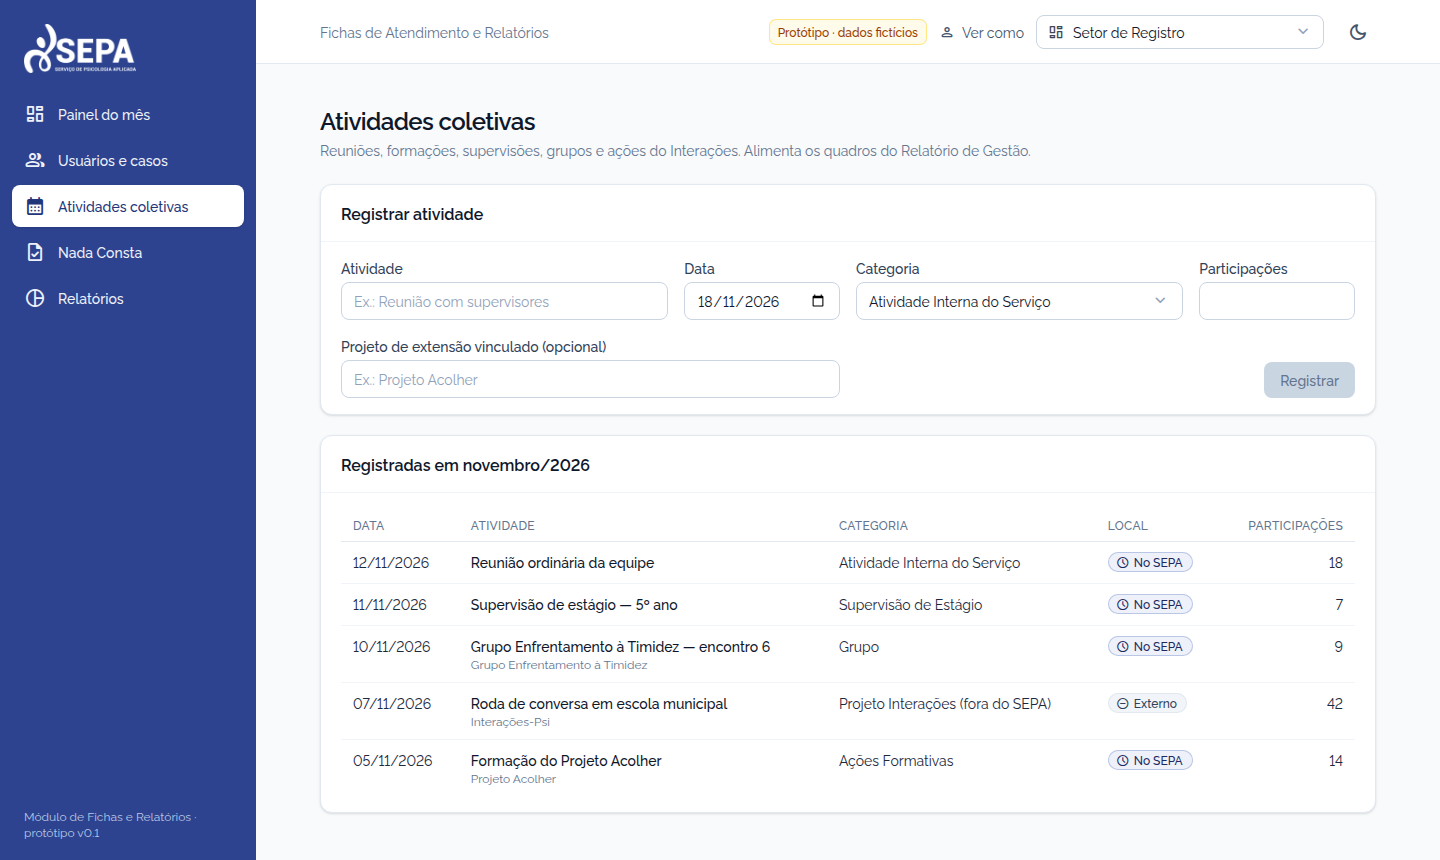 SEPA
SERVIÇO DE PSICOLOGIA APLICADA
Painel do mês
Usuários e casos
Atividades coletivas
Nada Consta
Relatórios
Módulo de Fichas e Relatórios ·
protótipo v0.1
Fichas de Atendimento e Relatórios
Protótipo · dados fictícios
Ver como
Setor de Registro
Atividades coletivas
Reuniões, formações, supervisões, grupos e ações do Interações. Alimenta os quadros do Relatório de Gestão.
Registrar atividade
Atividade Data Categoria Participações
Ex.: Reunião com supervisores 18/11/2026 Atividade Interna do Serviço
Projeto de extensão vinculado (opcional)
Ex.: Projeto Acolher Registrar
Registradas em novembro/2026
DATA ATIVIDADE CATEGORIA LOCAL PARTICIPAÇÕES
12/11/2026 Reunião ordinária da equipe Atividade Interna do Serviço No SEPA 18
11/11/2026 Supervisão de estágio — 5º ano Supervisão de Estágio No SEPA 7
10/11/2026 Grupo Enfrentamento à Timidez — encontro 6 Grupo No SEPA 9
Grupo Enfrentamento à Timidez
07/11/2026 Roda de conversa em escola municipal Projeto Interações (fora do SEPA) Externo 42
Interações-Psi
05/11/2026 Formação do Projeto Acolher Ações Formativas No SEPA 14
Projeto Acolher